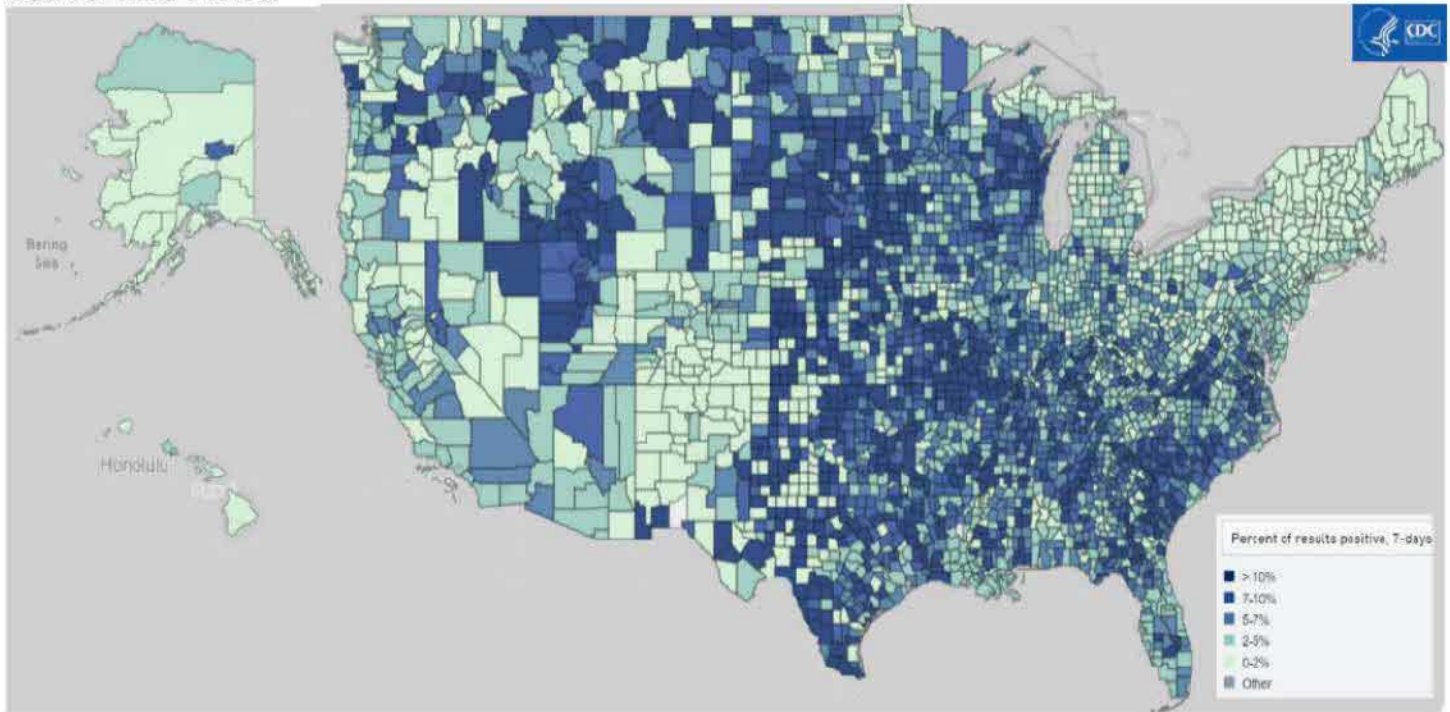 CDC
Bering
Sea
Honolulu
Percent of results positive, 7-days
> 10%
7-10%
5-7%
2-5%
0-2%
Other